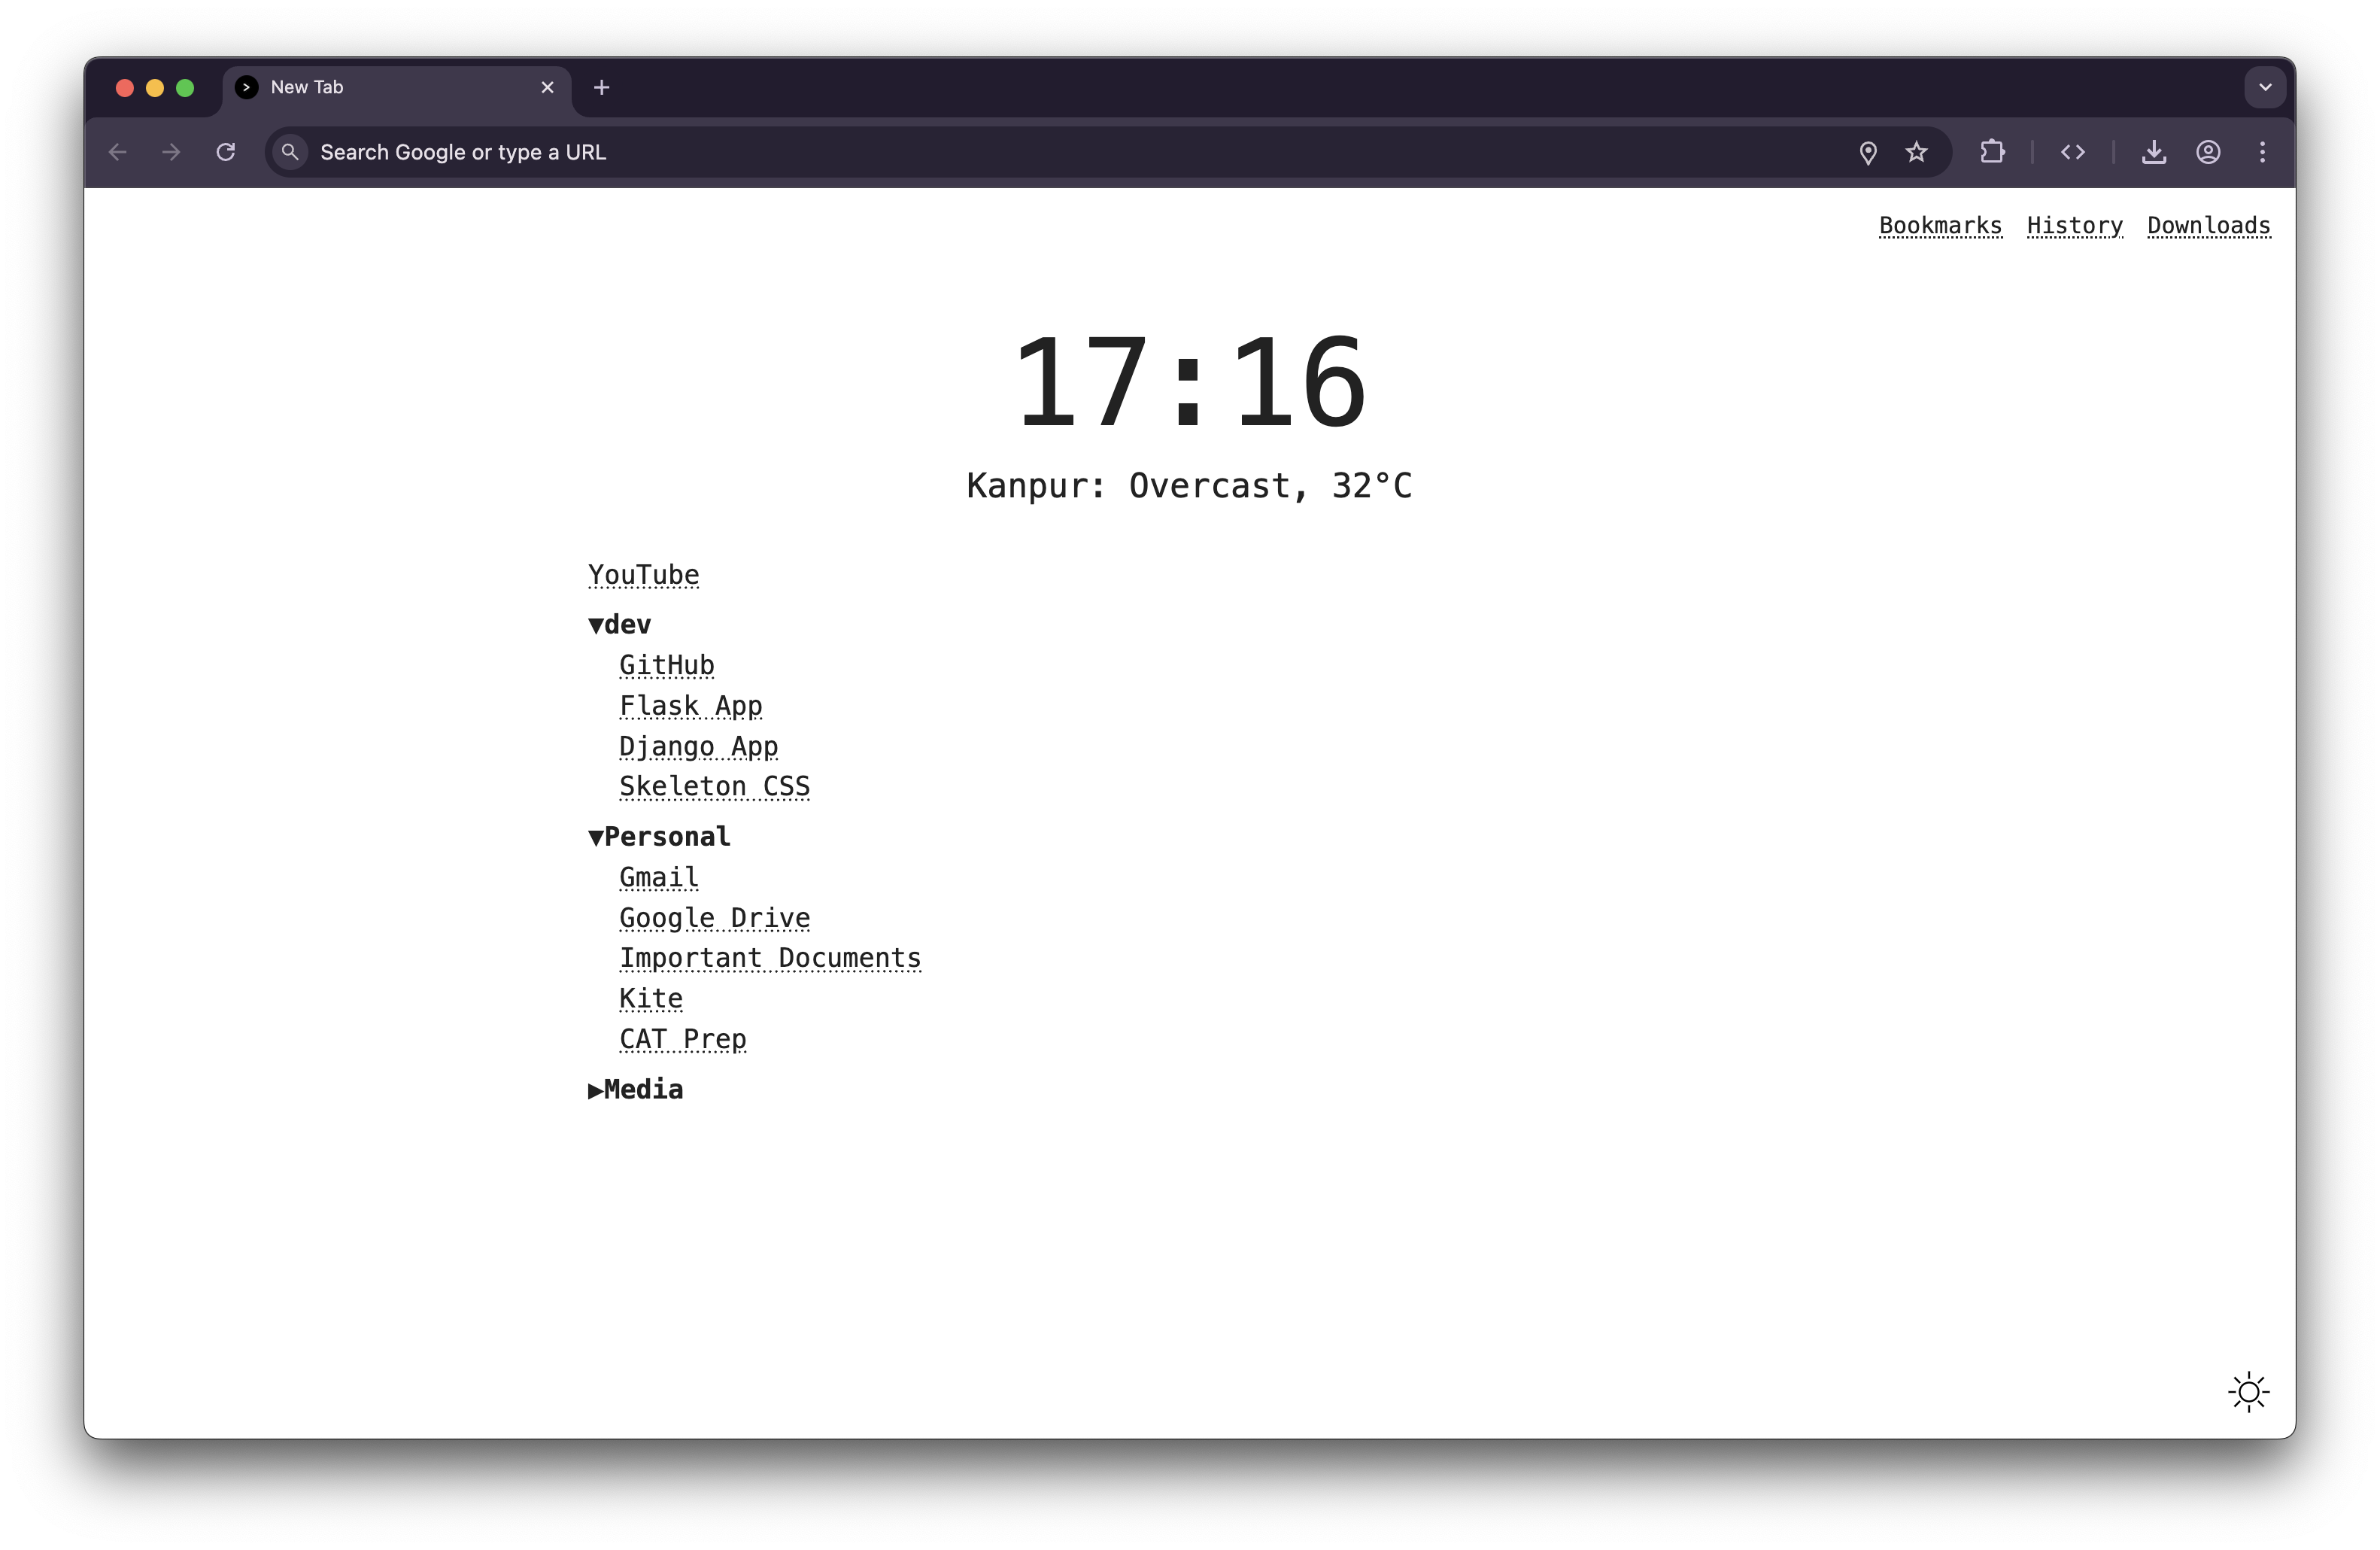 New Tab
Search Google or type a URL
Bookmarks History Downloads
17:16
Kanpur: Overcast, 32°C
YouTube
▼dev
GitHub
Flask App
Django App
Skeleton CSS
▼Personal
Gmail
Google Drive
Important Documents
Kite
CAT Prep
▶Media